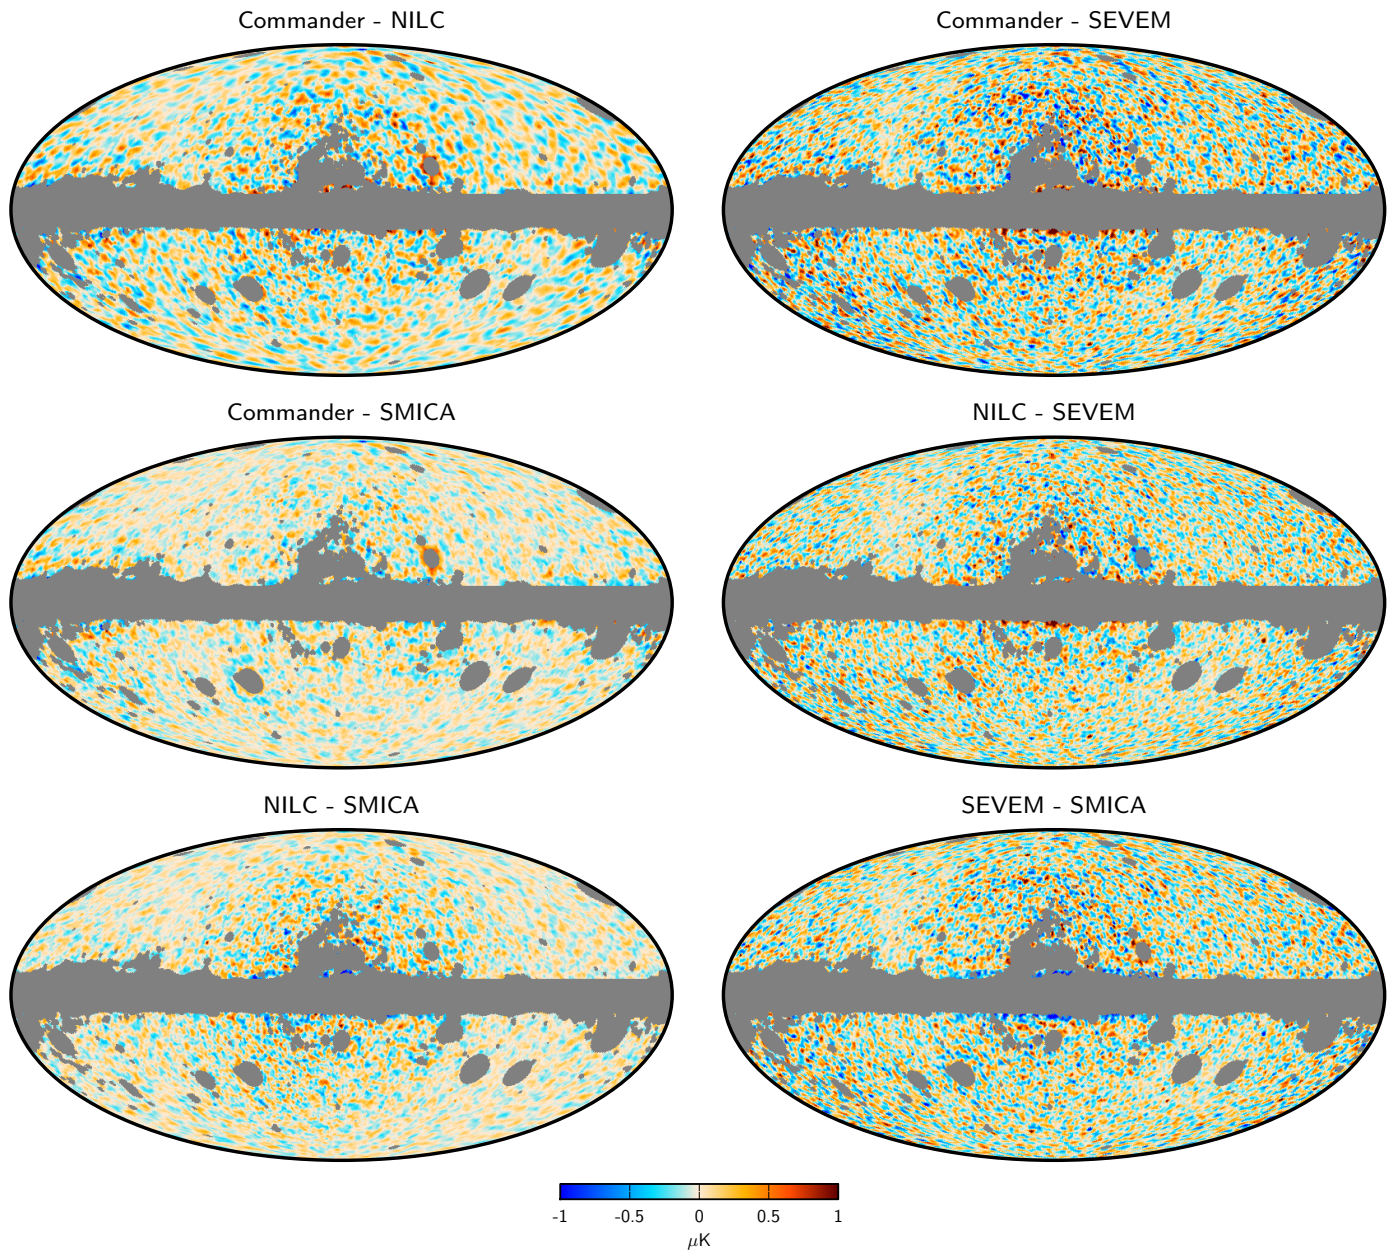 Commander - NILC
Commander - SEVEM
Commander - SMICA
NILC - SEVEM
NILC - SMICA
SEVEM - SMICA
-1 -0.5 0 0.5 1
μK